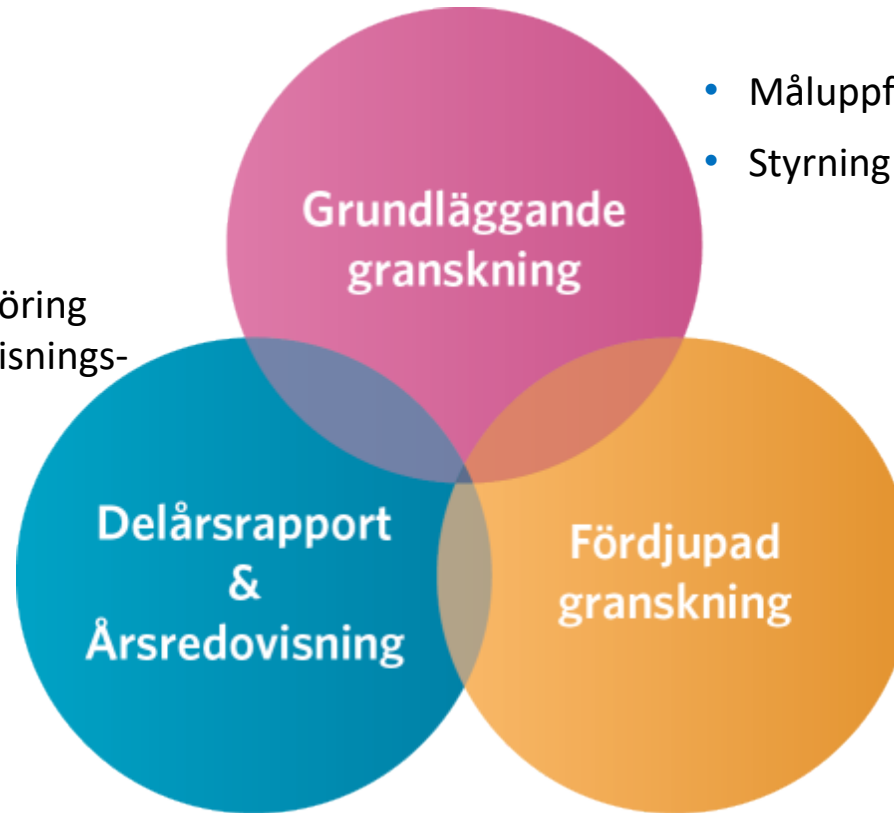 • Måluppf
• Styrning
Grundläggande
granskning
öring
isnings-
Delårsrapport
&
Årsredovisning
Fördjupad
granskning